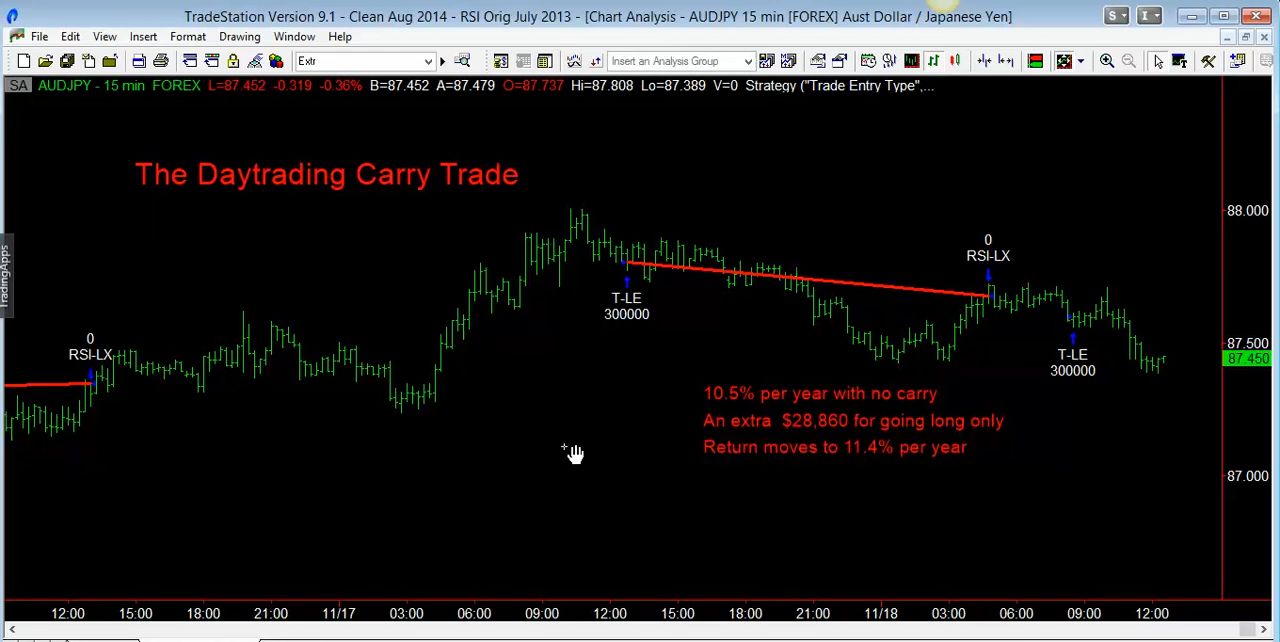 TradeStation Version 9.1 - Clean Aug 2014 - RSI Orig July 2013 - [Chart Analysis - AUDJPY 15 min [FOREX] Aust Dollar / Japanese Yen]
S I
File Edit View Insert Format Drawing Window Help
Extr Insert an Analysis Group
SA AUDJPY - 15 min FOREX L=87.452 -0.319 -0.36% B=87.452 A=87.479 O=87.737 Hi=87.808 Lo=87.389 V=0 Strategy ("Trade Entry Type",...
The Daytrading Carry Trade
88.000
0
RSI-LX
TradingApps
T-LE
300000
0
RSI-LX
87.500
87.450
T-LE
300000
10.5% per year with no carry
An extra $28,860 for going long only
Return moves to 11.4% per year
87.000
12:00 15:00 18:00 21:00 11/17 03:00 06:00 09:00 12:00 15:00 18:00 21:00 11/18 03:00 06:00 09:00 12:00